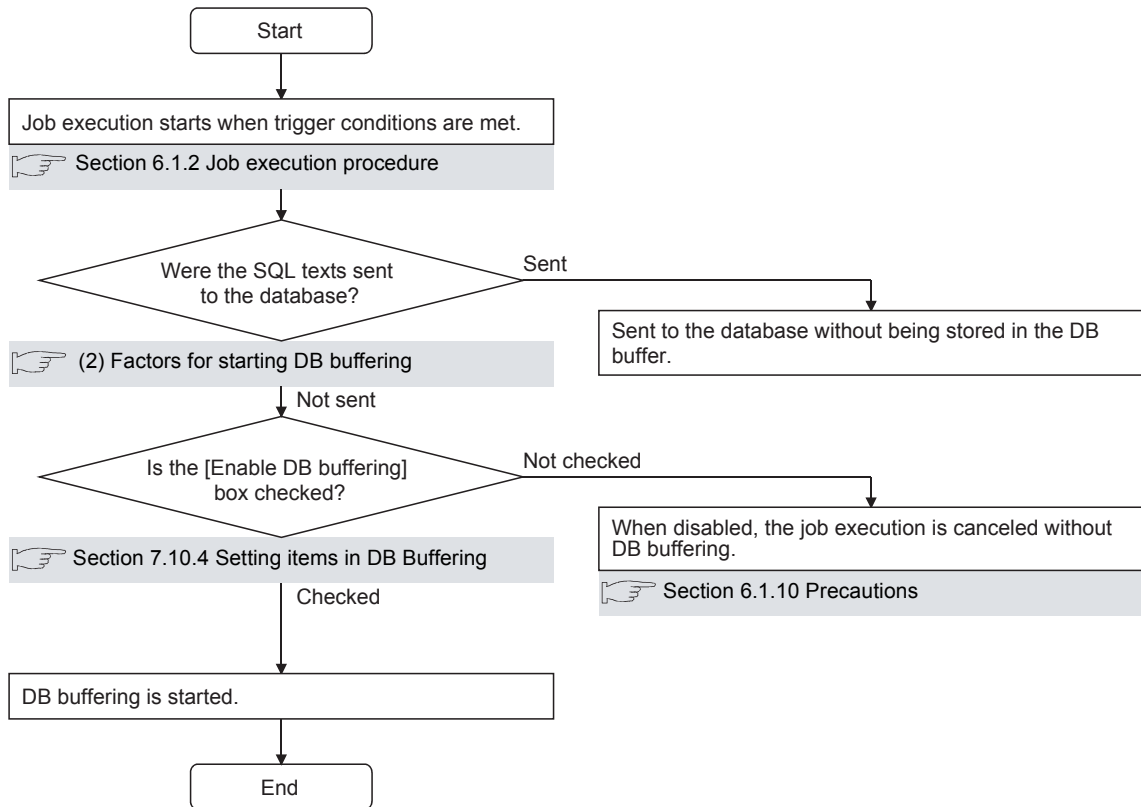 Start
Job execution starts when trigger conditions are met.
Section 6.1.2 Job execution procedure
Were the SQL texts sent
to the database?
Sent
Sent to the database without being stored in the DB
buffer.
(2) Factors for starting DB buffering
Not sent
Is the [Enable DB buffering]
box checked?
Not checked
When disabled, the job execution is canceled without
DB buffering.
Section 6.1.10 Precautions
Section 7.10.4 Setting items in DB Buffering
Checked
DB buffering is started.
End